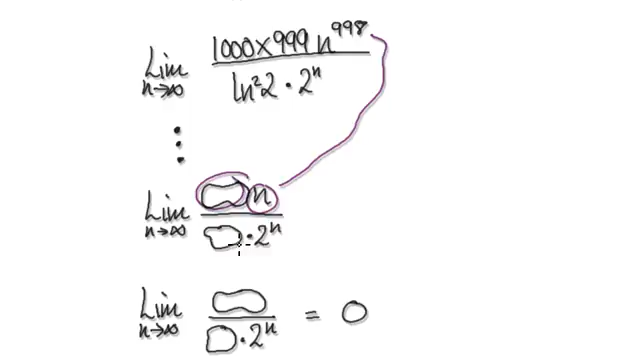 Lim n→∞ 1000×999 n^998 / ln²2 · 2^n
⋮
Lim n→∞ n / · 2^n
Lim n→∞ / · 2^n = 0